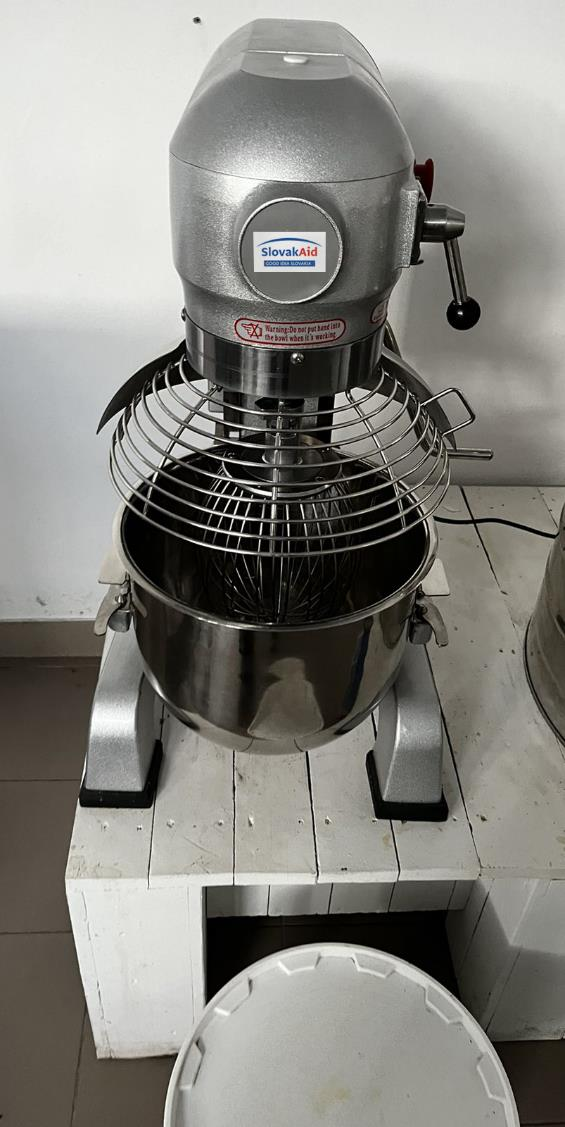 SlovakAid
GOOD IDEA SLOVAKIA
Warning:Do not put hand into
the bowl when it's working